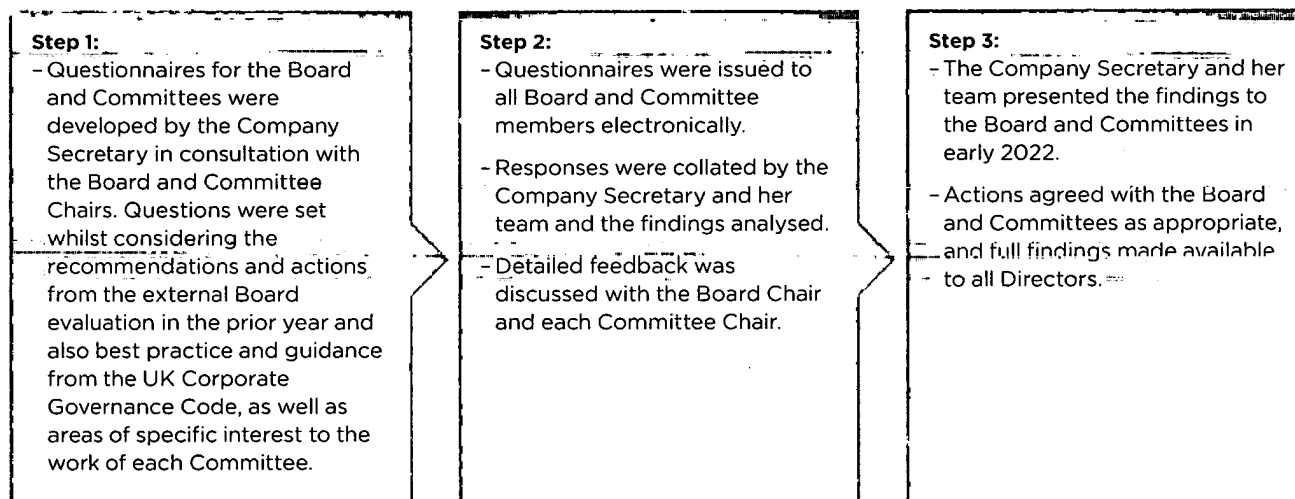 Step 1:
– Questionnaires for the Board
and Committees were
developed by the Company
Secretary in consultation with
the Board and Committee
Chairs. Questions were set
whilst considering the
recommendations and actions
from the external Board
evaluation in the prior year and
also best practice and guidance
from the UK Corporate
Governance Code, as well as
areas of specific interest to the
work of each Committee.
Step 2:
– Questionnaires were issued to
all Board and Committee
members electronically.
– Responses were collated by the
Company Secretary and her
team and the findings analysed.
– Detailed feedback was
discussed with the Board Chair
and each Committee Chair.
Step 3:
– The Company Secretary and her
team presented the findings to
the Board and Committees in
early 2022.
– Actions agreed with the Board
and Committees as appropriate,
and full findings made available
to all Directors.